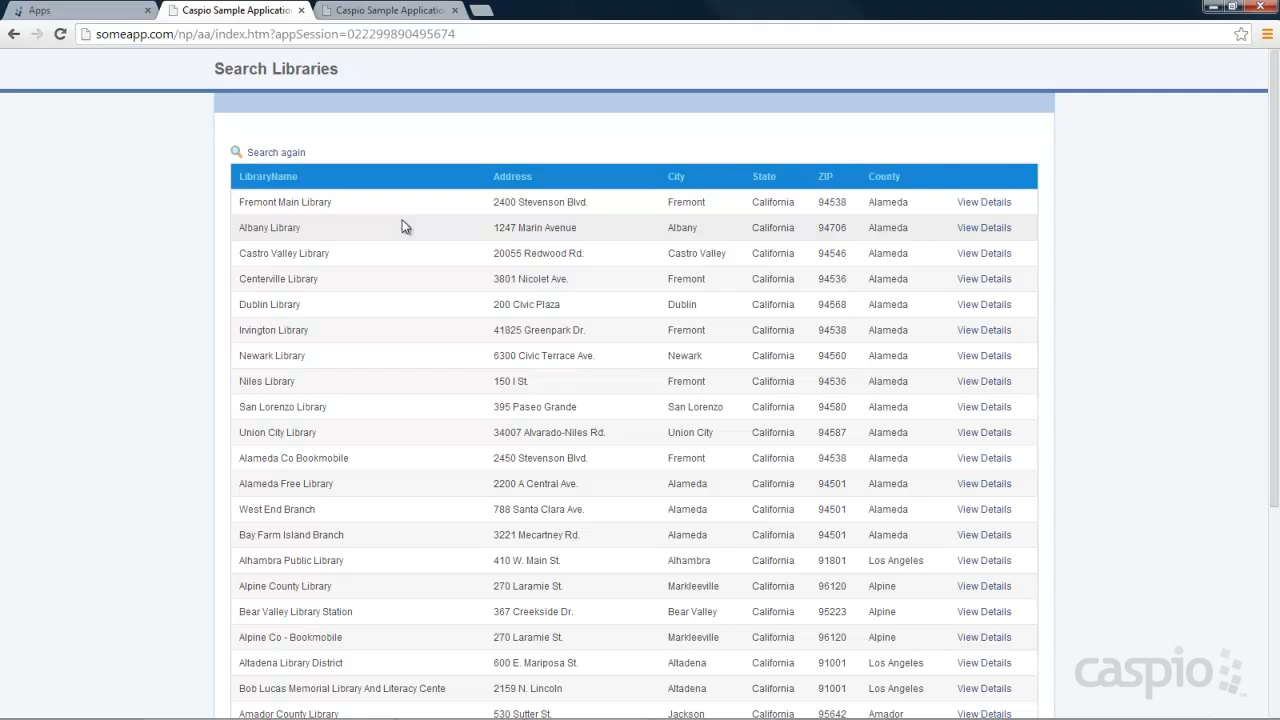 Apps
Caspio Sample Applicatio
Caspio Sample Applicatio
someapp.com/np/aa/index.htm?appSession=022299890495674
Search Libraries
Search again
LibraryName Address City State ZIP County
Fremont Main Library 2400 Stevenson Blvd. Fremont California 94538 Alameda View Details
Albany Library 1247 Marin Avenue Albany California 94706 Alameda View Details
Castro Valley Library 20055 Redwood Rd. Castro Valley California 94546 Alameda View Details
Centerville Library 3801 Nicolet Ave. Fremont California 94536 Alameda View Details
Dublin Library 200 Civic Plaza Dublin California 94568 Alameda View Details
Irvington Library 41825 Greenpark Dr. Fremont California 94538 Alameda View Details
Newark Library 6300 Civic Terrace Ave. Newark California 94560 Alameda View Details
Niles Library 150 I St. Fremont California 94536 Alameda View Details
San Lorenzo Library 395 Paseo Grande San Lorenzo California 94580 Alameda View Details
Union City Library 34007 Alvarado-Niles Rd. Union City California 94587 Alameda View Details
Alameda Co Bookmobile 2450 Stevenson Blvd. Fremont California 94538 Alameda View Details
Alameda Free Library 2200 A Central Ave. Alameda California 94501 Alameda View Details
West End Branch 788 Santa Clara Ave. Alameda California 94501 Alameda View Details
Bay Farm Island Branch 3221 Mecartney Rd. Alameda California 94501 Alameda View Details
Alhambra Public Library 410 W. Main St. Alhambra California 91801 Los Angeles View Details
Alpine County Library 270 Laramie St. Markleeville California 96120 Alpine View Details
Bear Valley Library Station 367 Creekside Dr. Bear Valley California 95223 Alpine View Details
Alpine Co - Bookmobile 270 Laramie St. Markleeville California 96120 Alpine View Details
Altadena Library District 600 E. Mariposa St. Altadena California 91001 Los Angeles View Details
Bob Lucas Memorial Library And Literacy Cente 2159 N. Lincoln Altadena California 91001 Los Angeles View Details
Amador County Library 530 Sutter St. Jackson California 95642 Amador View Details
caspio